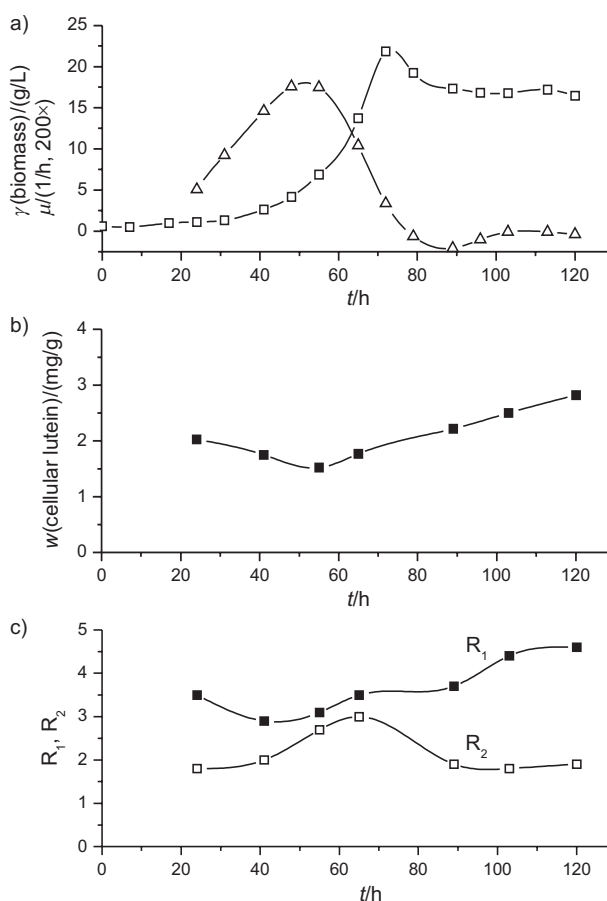 a)
γ(biomass)/(g/L)
μ/(1/h, 200×)
25
20
15
10
5
0
0 20 40 60 80 100 120
t/h
b)
w(cellular lutein)/(mg/g)
4
3
2
1
0
0 20 40 60 80 100 120
t/h
c)
R₁, R₂
5
4
3
2
1
0
R₁
R₂
0 20 40 60 80 100 120
t/h